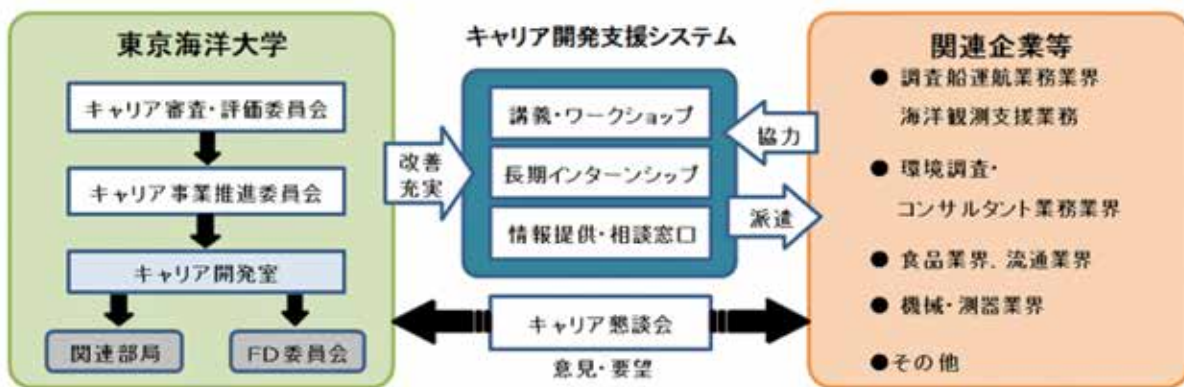 東京海洋大学
キャリア審査・評価委員会
キャリア事業推進委員会
キャリア開発室
関連部局
FD委員会
改善
充実
キャリア開発支援システム
講義・ワークショップ
長期インターンシップ
情報提供・相談窓口
協力
派遣
キャリア懇談会
意見・要望
関連企業等
● 調査船運航業務業界
海洋観測支援業務
● 環境調査・
コンサルタント業務業界
● 食品業界、流通業界
● 機械・測器業界
●その他